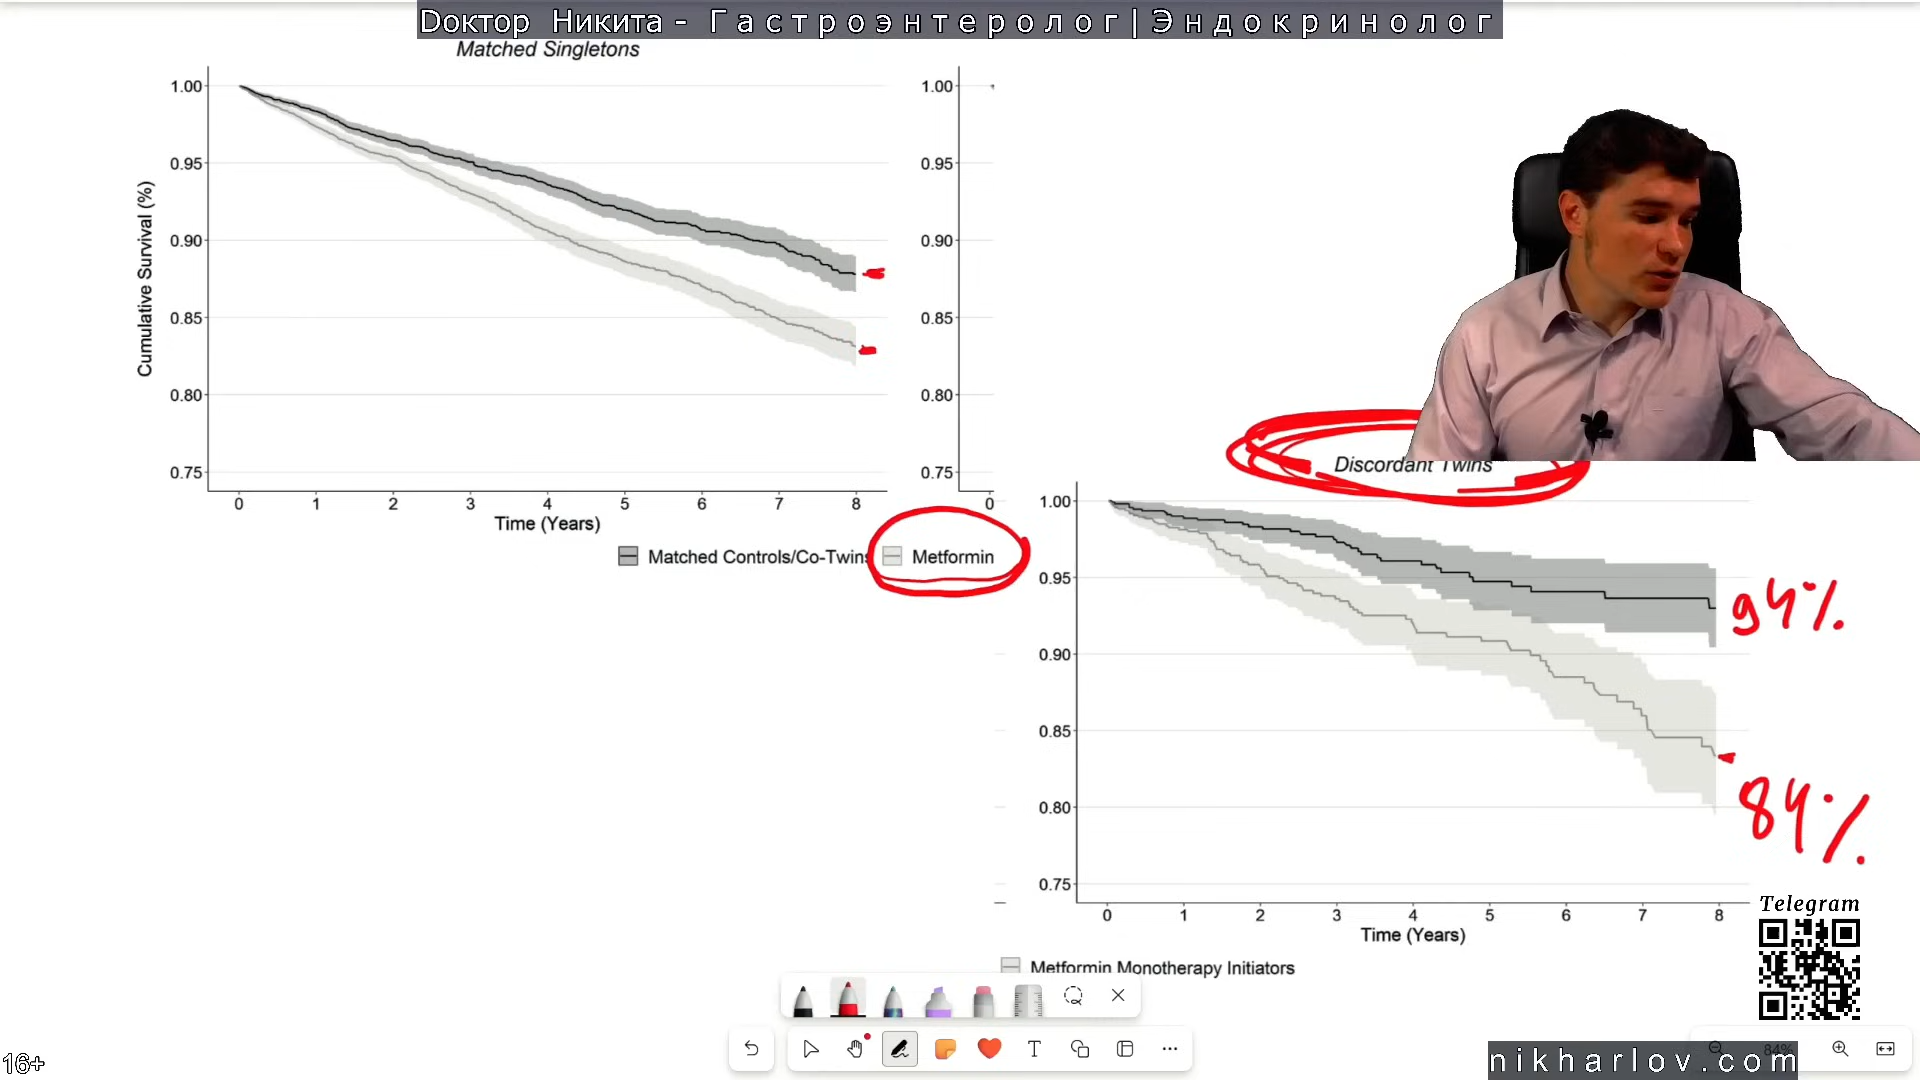 Dоктор Никита - Гастроэнтеролог|Эндокринолог
Matched Singletons
1.00
0.95
0.90
0.85
0.80
0.75
Cumulative Survival (%)
0 1 2 3 4 5 6 7 8
Time (Years)
1.00
0.95
0.90
0.85
0.80
0.75
0
Matched Controls/Co-Twins
Metformin
Discordant Twins
1.00
0.95
0.90
0.85
0.80
0.75
0 1 2 3 4 5 6 7 8
Time (Years)
94%
84%
Metformin Monotherapy Initiators
Telegram
T
84%
16+
nikharlov.com